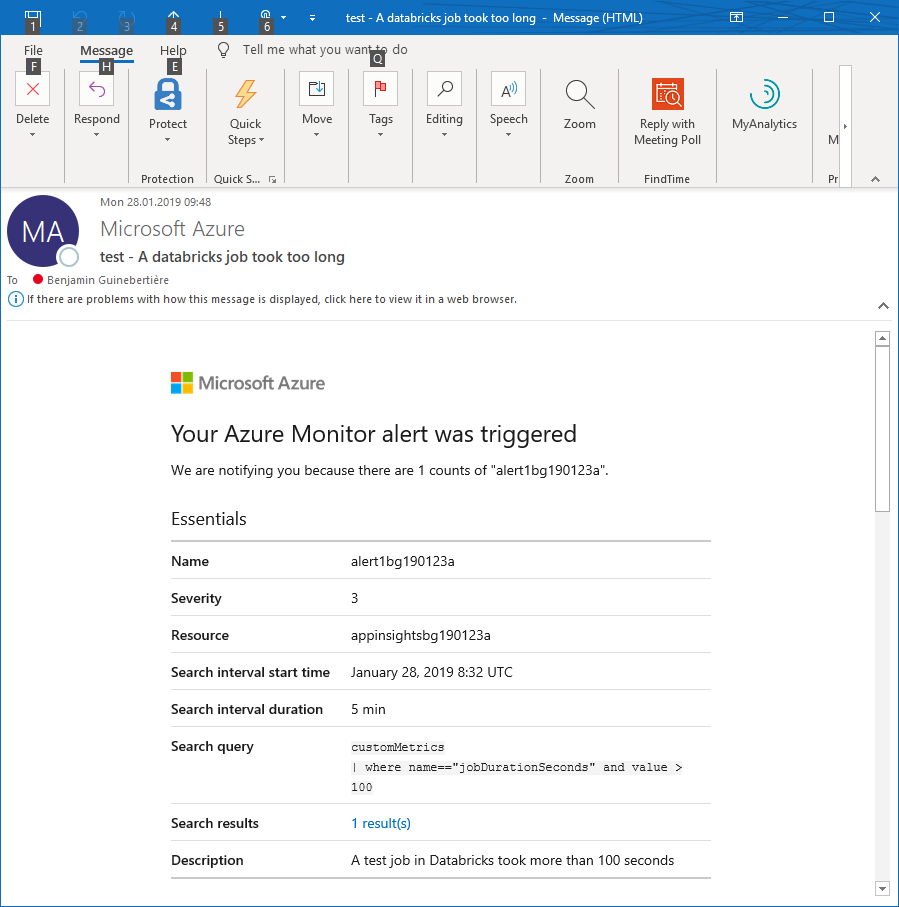 test - A databricks job took too long - Message (HTML)
1 2 3 4 5 6
File Message Help Tell me what you want to do
F H E Q
Delete Respond Protect Quick Steps Move Tags Editing Speech Zoom Reply with Meeting Poll MyAnalytics M
Protection Quick S... Zoom FindTime Pr
Mon 28.01.2019 09:48
MA
Microsoft Azure
test - A databricks job took too long
To Benjamin Guinebertière
If there are problems with how this message is displayed, click here to view it in a web browser.
Microsoft Azure
Your Azure Monitor alert was triggered
We are notifying you because there are 1 counts of "alert1bg190123a".
Essentials
Name alert1bg190123a
Severity 3
Resource appinsightsbg190123a
Search interval start time January 28, 2019 8:32 UTC
Search interval duration 5 min
Search query customMetrics
| where name=="jobDurationSeconds" and value >
100
Search results 1 result(s)
Description A test job in Databricks took more than 100 seconds